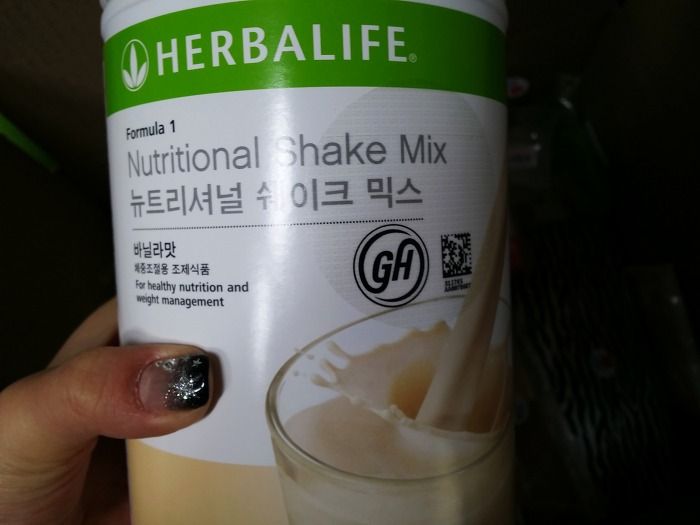 HERBALIFE®
Formula 1
Nutritional Shake Mix
뉴트리셔널 쉐이크 믹스
바닐라맛
체중조절용 조제식품
For healthy nutrition and
weight management
GH